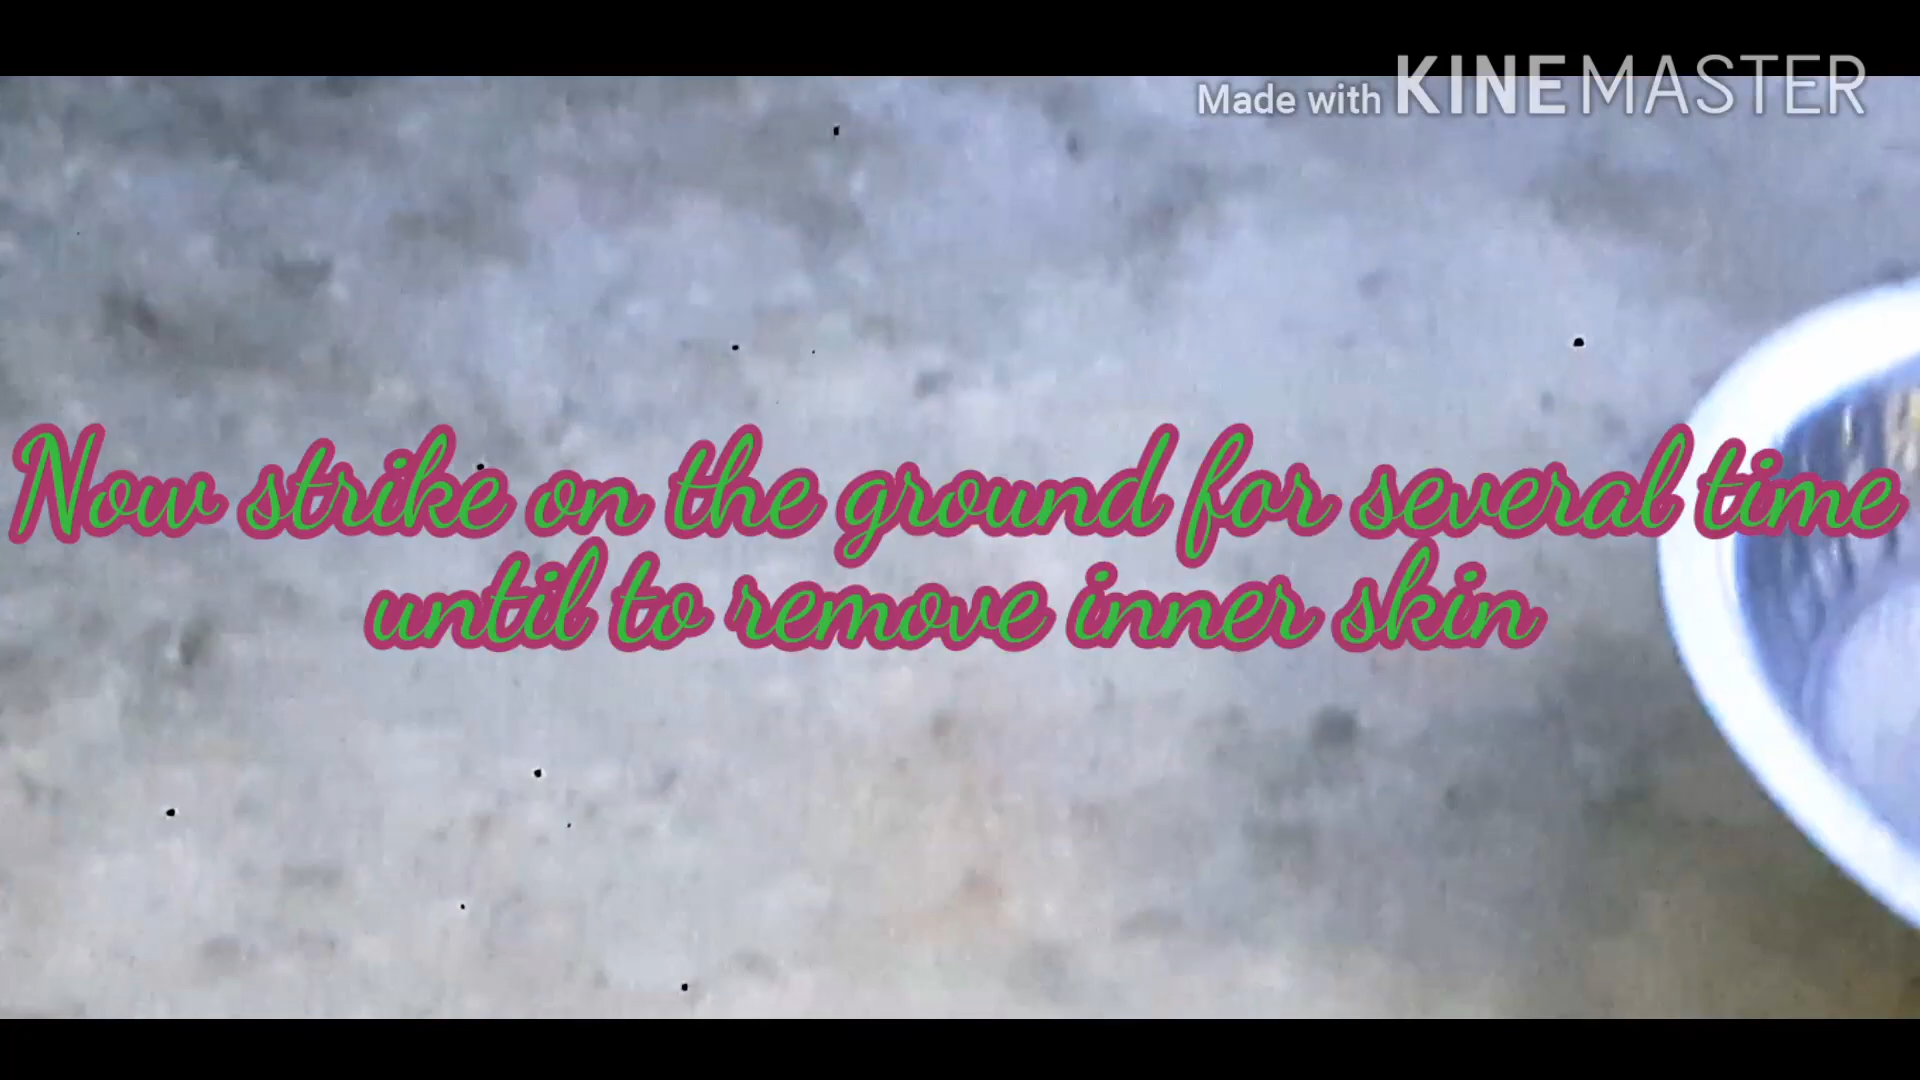 Made with KINEMASTER
Now strike on the ground for several time
until to remove inner skin